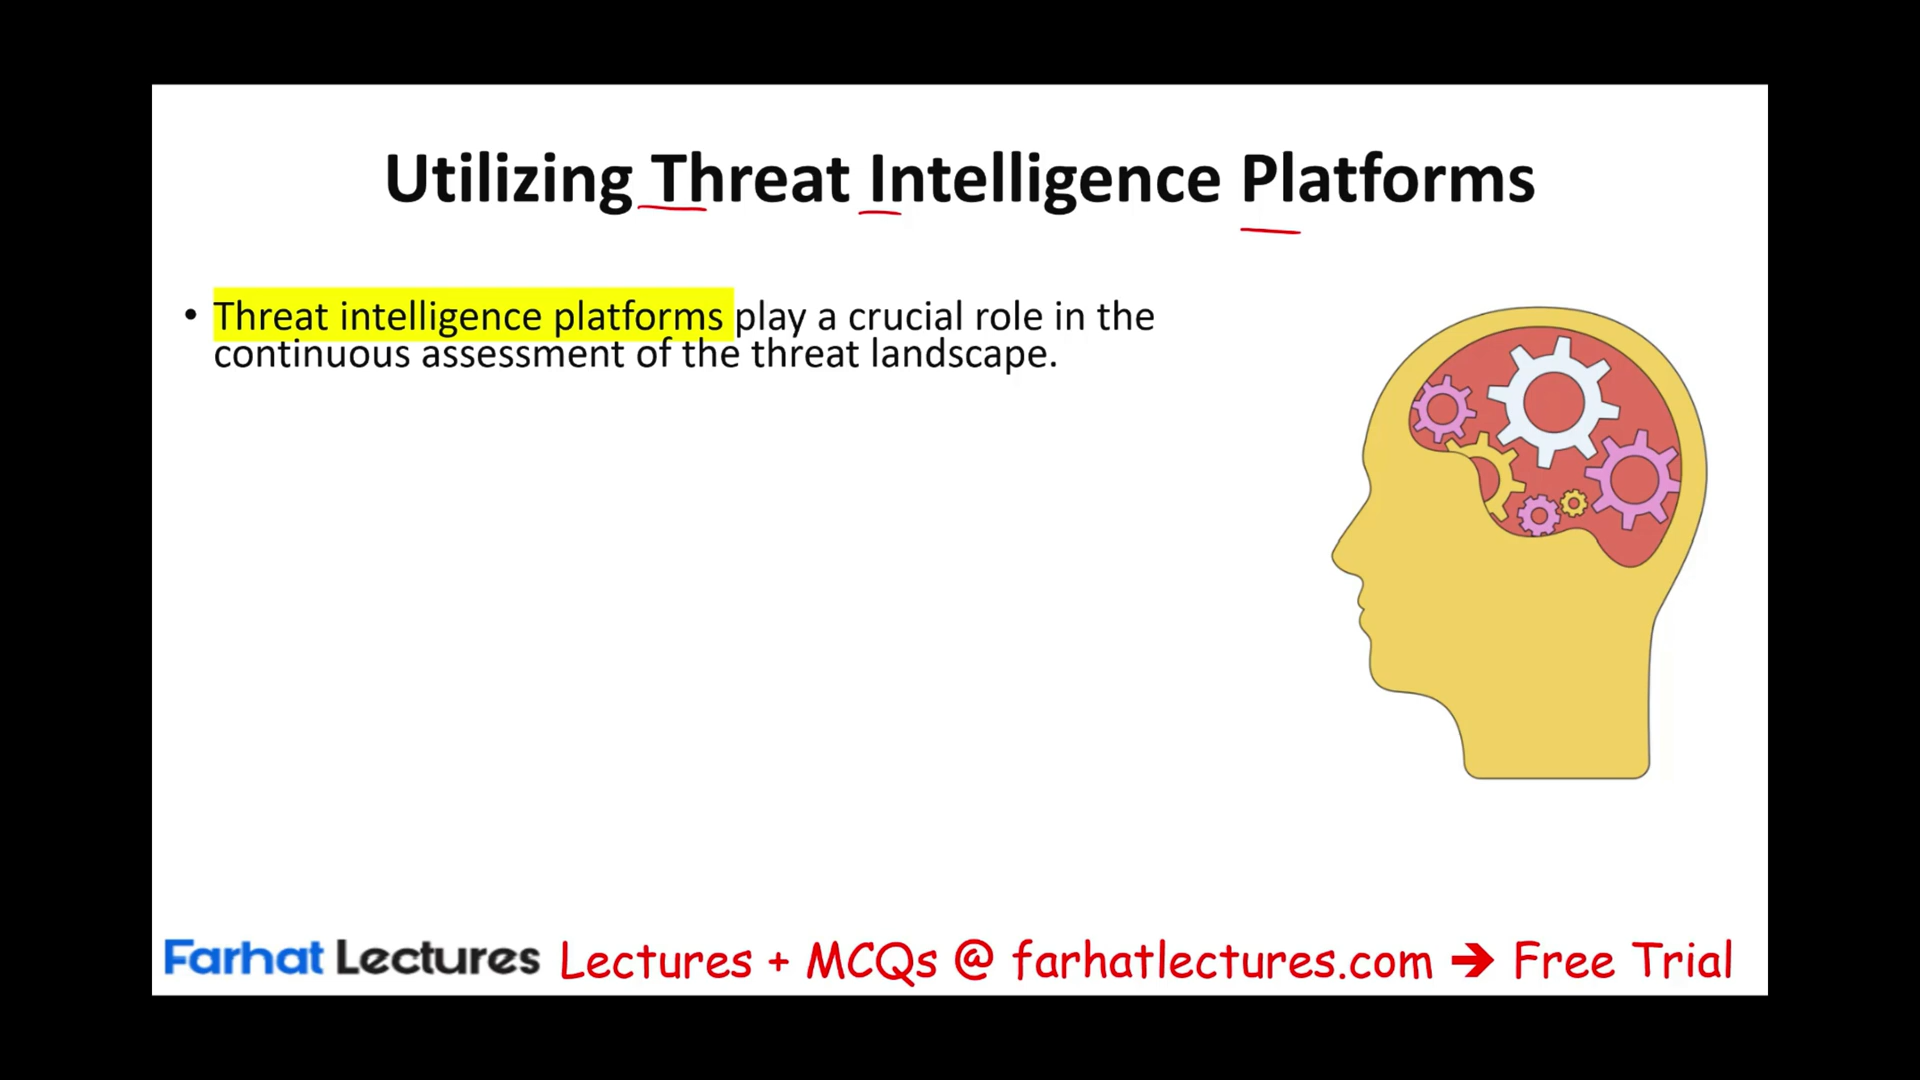 Utilizing Threat Intelligence Platforms
• Threat intelligence platforms play a crucial role in the
continuous assessment of the threat landscape.
Farhat Lectures Lectures + MCQs @ farhatlectures.com ➔ Free Trial